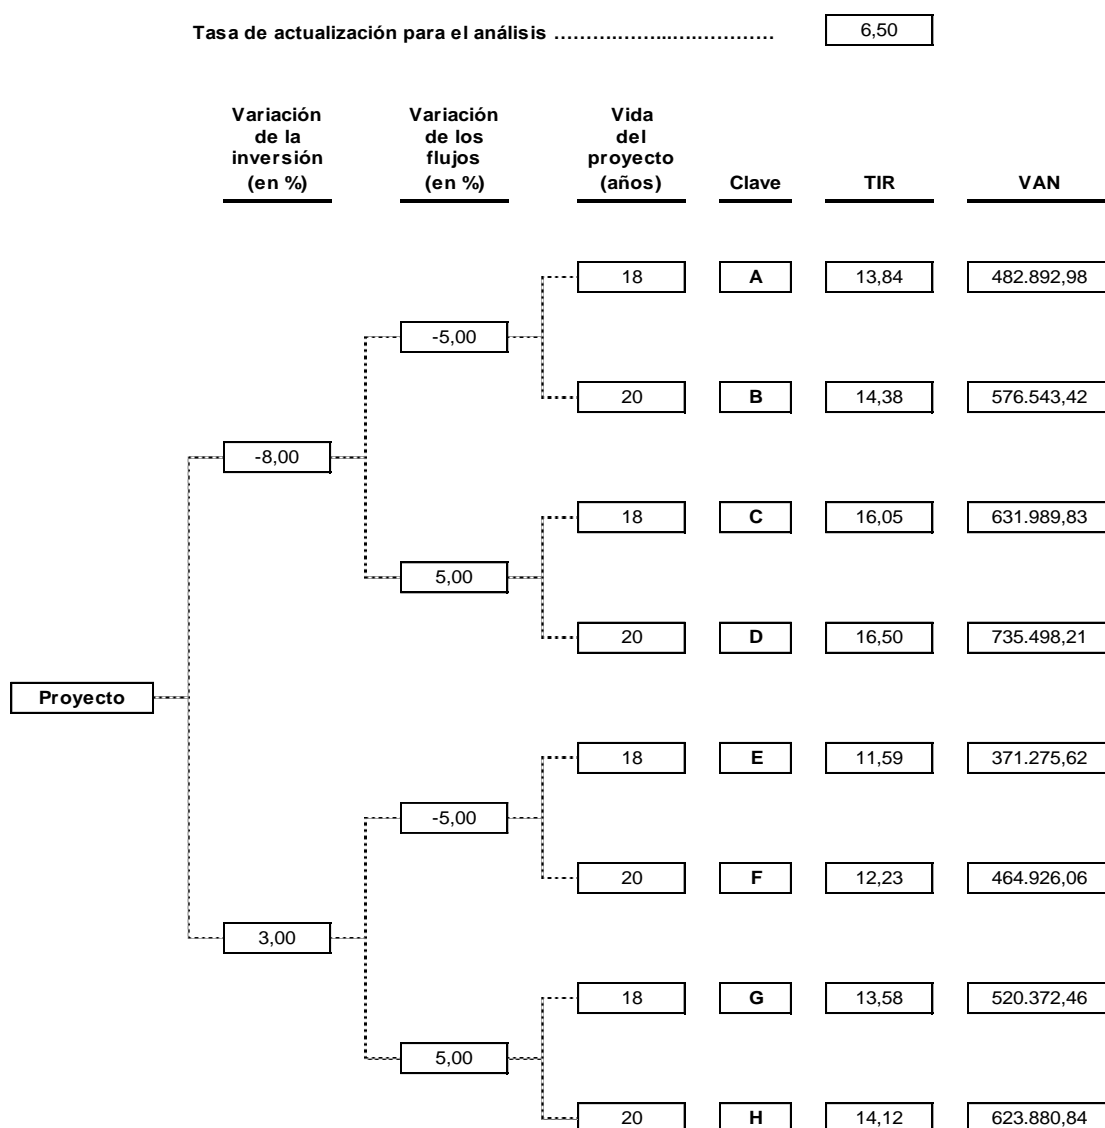 Tasa de actualización para el análisis ……….……...….………… 6,50
Variación Variación Vida
de la de los del
inversión flujos proyecto
(en %) (en %) (años) Clave TIR VAN
18 A 13,84 482.892,98
-5,00
20 B 14,38 576.543,42
-8,00
18 C 16,05 631.989,83
5,00
20 D 16,50 735.498,21
Proyecto
18 E 11,59 371.275,62
-5,00
20 F 12,23 464.926,06
3,00
18 G 13,58 520.372,46
5,00
20 H 14,12 623.880,84